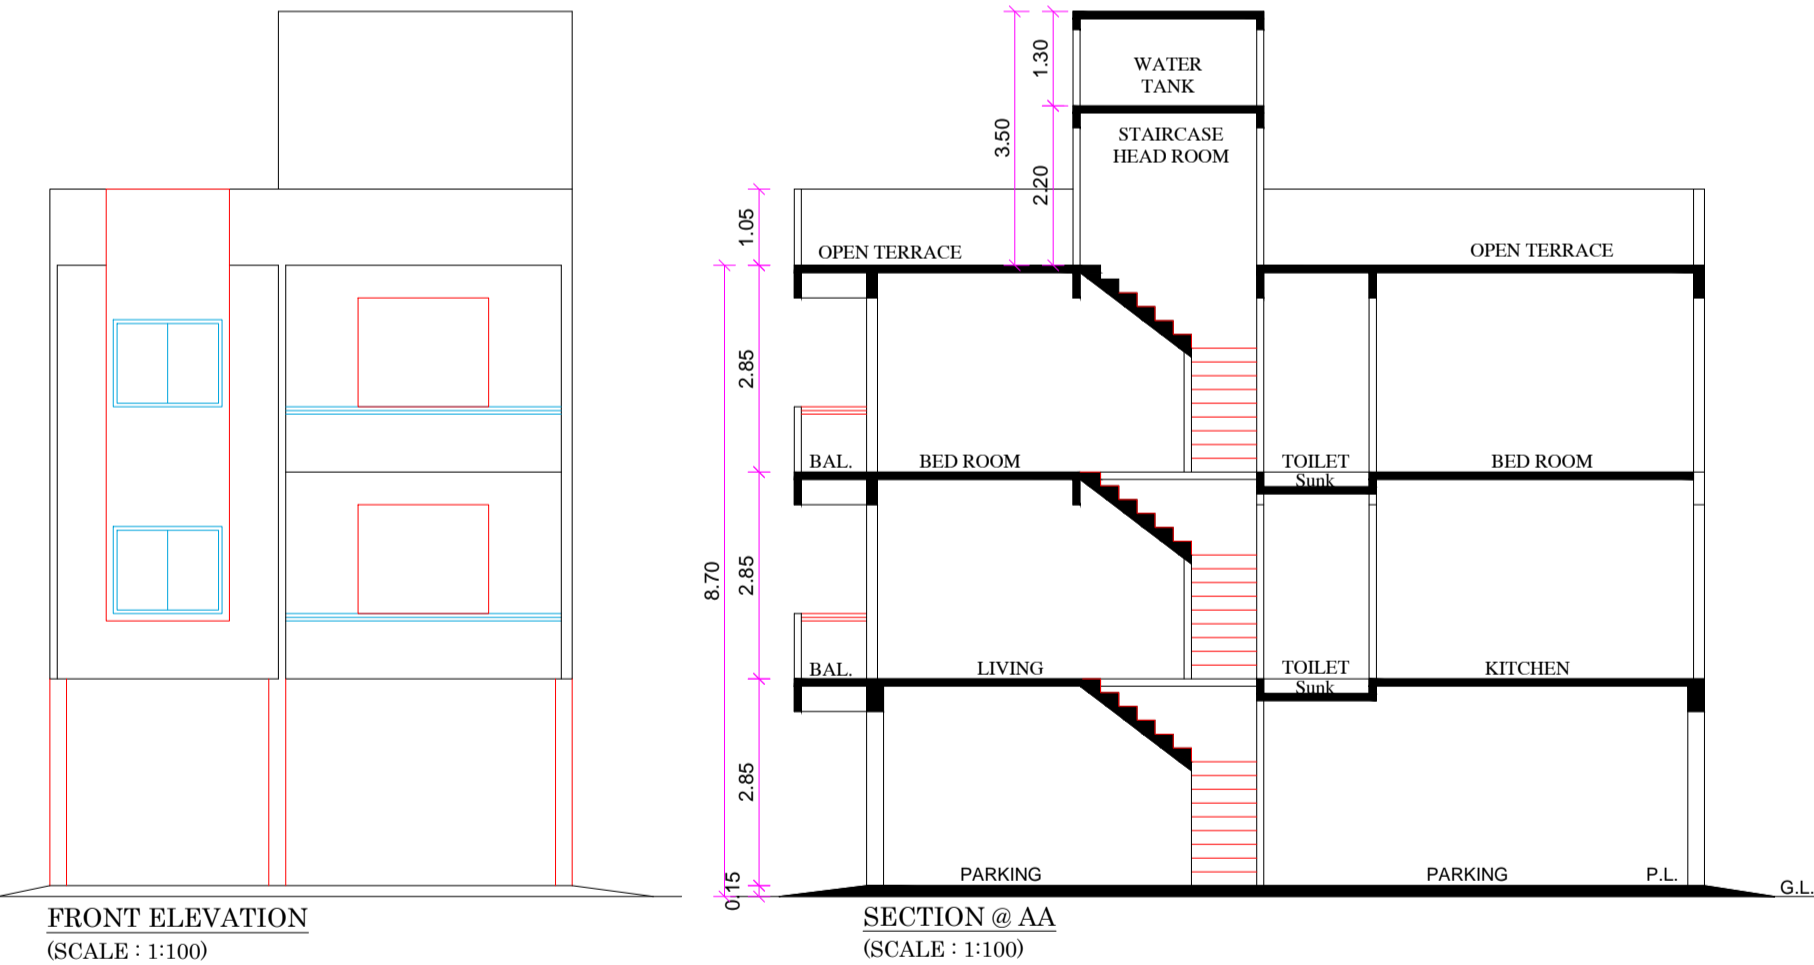 1.30
WATER
TANK
3.50
STAIRCASE
HEAD ROOM
2.20
1.05
OPEN TERRACE
OPEN TERRACE
2.85
BAL.
BED ROOM
TOILET
Sunk
BED ROOM
8.70
2.85
BAL.
LIVING
TOILET
Sunk
KITCHEN
2.85
PARKING
PARKING
P.L.
0.15
G.L.
FRONT ELEVATION
(SCALE : 1:100)
SECTION @ AA
(SCALE : 1:100)